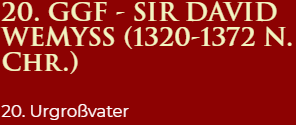 20. GGF - SIR DAVID
WEMYSS (1320-1372 N.
CHR.)
20. Urgroßvater